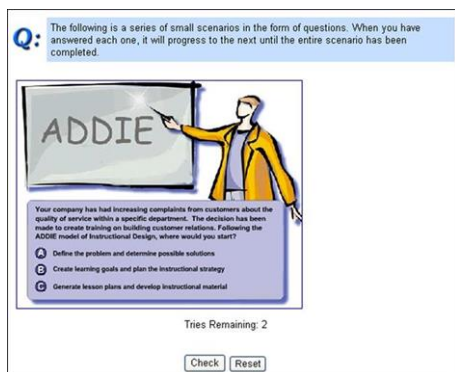 Q:
The following is a series of small scenarios in the form of questions. When you have
answered each one, it will progress to the next until the entire scenario has been
completed.
ADDIE
Your company has had increasing complaints from customers about the
quality of service within a specific department. The decision has been
made to create training on building customer relations. Following the
ADDIE model of Instructional Design, where would you start?
A Define the problem and determine possible solutions
B Create learning goals and plan the instructional strategy
C Generate lesson plans and develop instructional material
Tries Remaining: 2
Check Reset